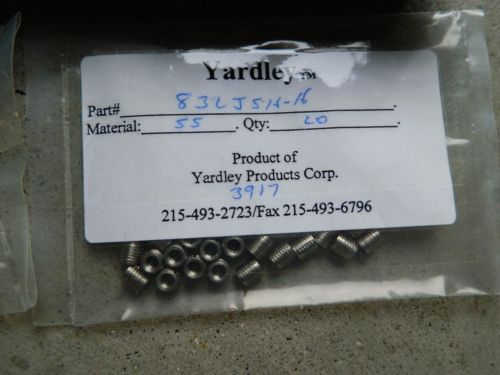 Yardley™
Part# 832J5H-16
Material: SS Qty: 20
Product of
Yardley Products Corp.
3917
215-493-2723/Fax 215-493-6796